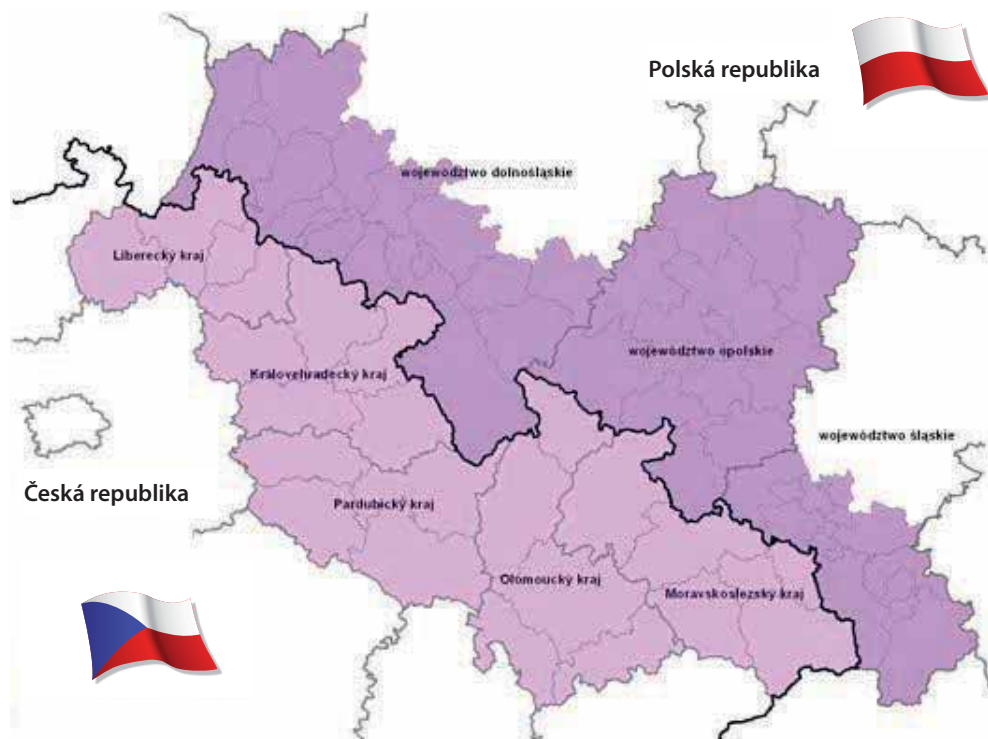 Polská republika
województwo dolnośląskie
Liberecký kraj
województwo opolskie
Královehradecký kraj
województwo śląskie
Česká republika
Pardubický kraj
Olomoucký kraj
Moravskoslezský kraj